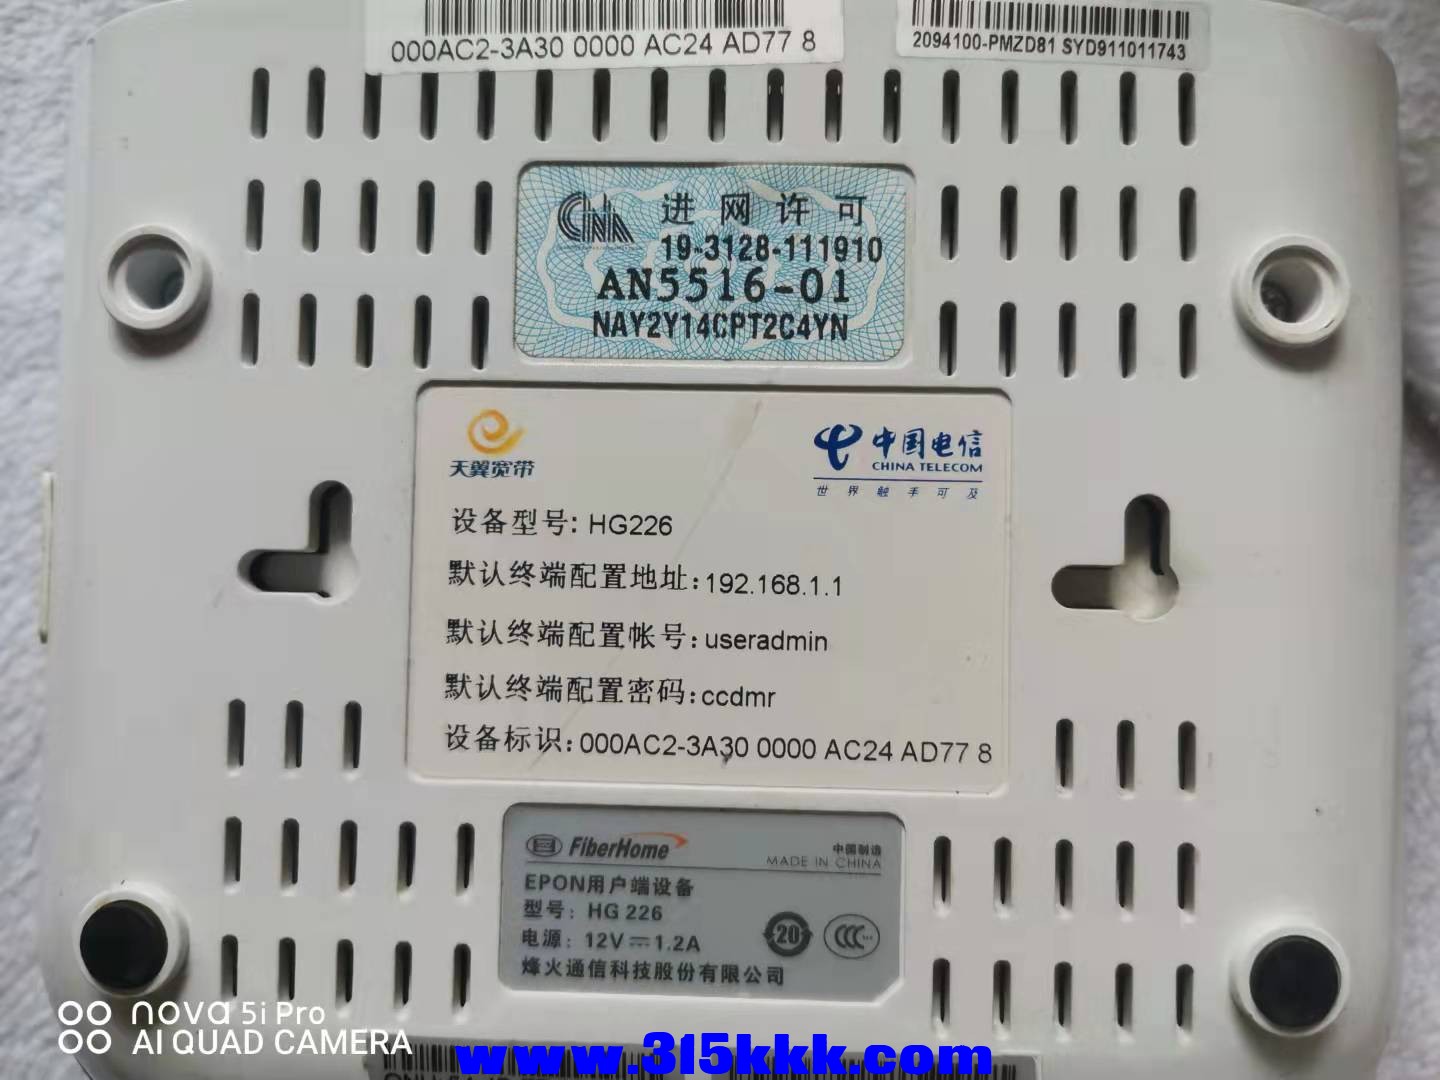 000AC2-3A30 0000 AC24 AD77 8
2094100-PMZD81 SYD911011743
CNA 进网许可
19-3128-111910
AN5516-01
NAY2Y14CPT2C4YN
天翼宽带
中国电信
CHINA TELECOM
世界触手可及
设备型号: HG226
默认终端配置地址: 192.168.1.1
默认终端配置帐号: useradmin
默认终端配置密码: ccdmr
设备标识: 000AC2-3A30 0000 AC24 AD77 8
FiberHome
中国制造
MADE IN CHINA
EPON用户端设备
型号: HG 226
电源: 12V⎓1.2A
20
CCC
烽火通信科技股份有限公司
nova 5i Pro
AI QUAD CAMERA
www.315kkk.com